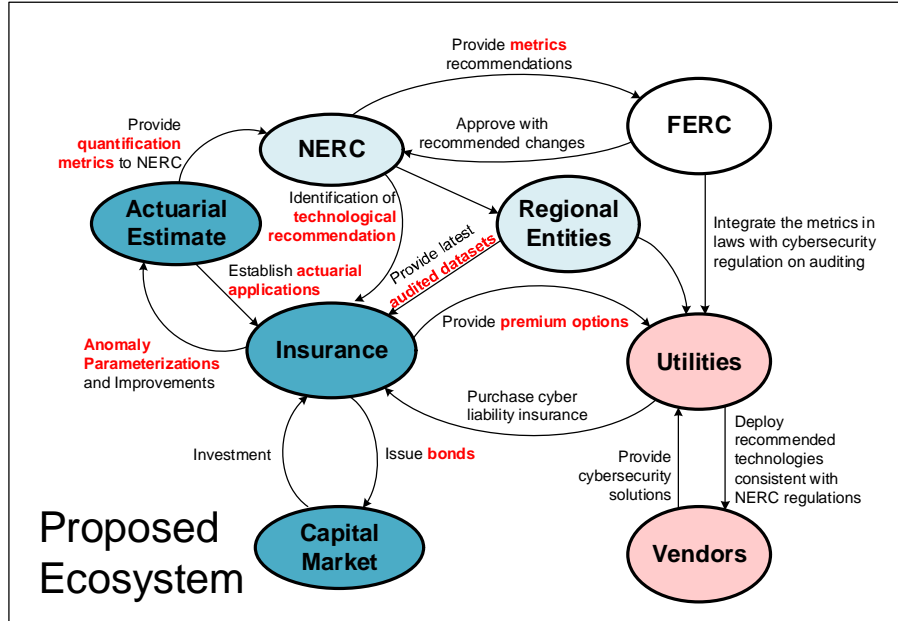 Provide metrics
recommendations
FERC
NERC
Approve with
recommended changes
Provide
quantification
metrics to NERC
Actuarial
Estimate
Identification of
technological
recommendation
Regional
Entities
Integrate the metrics in
laws with cybersecurity
regulation on auditing
Establish actuarial
applications
Provide latest
audited datasets
Insurance
Provide premium options
Utilities
Anomaly
Parameterizations
and Improvements
Purchase cyber
liability insurance
Investment
Issue bonds
Provide
cybersecurity
solutions
Deploy
recommended
technologies
consistent with
NERC regulations
Capital
Market
Vendors
Proposed
Ecosystem